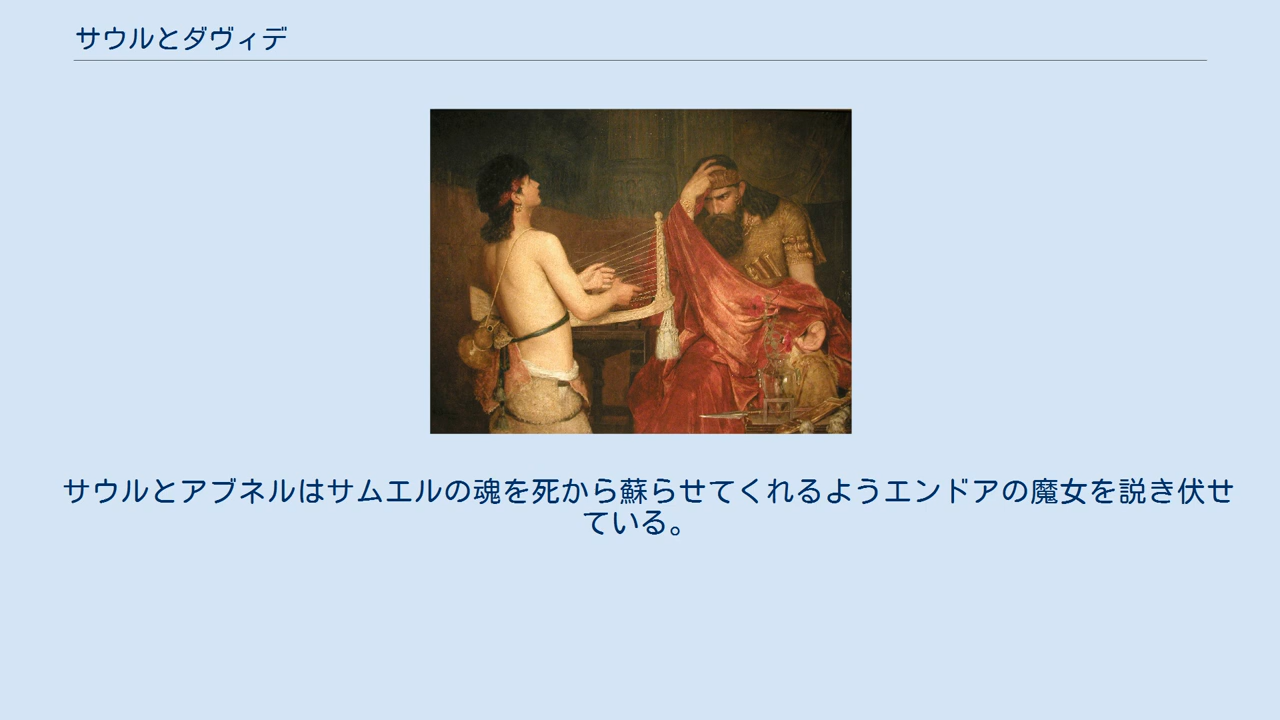 サウルとダヴィデ
サウルとアブネルはサムエルの魂を死から蘇らせてくれるようエンドアの魔女を説き伏せ
ている。